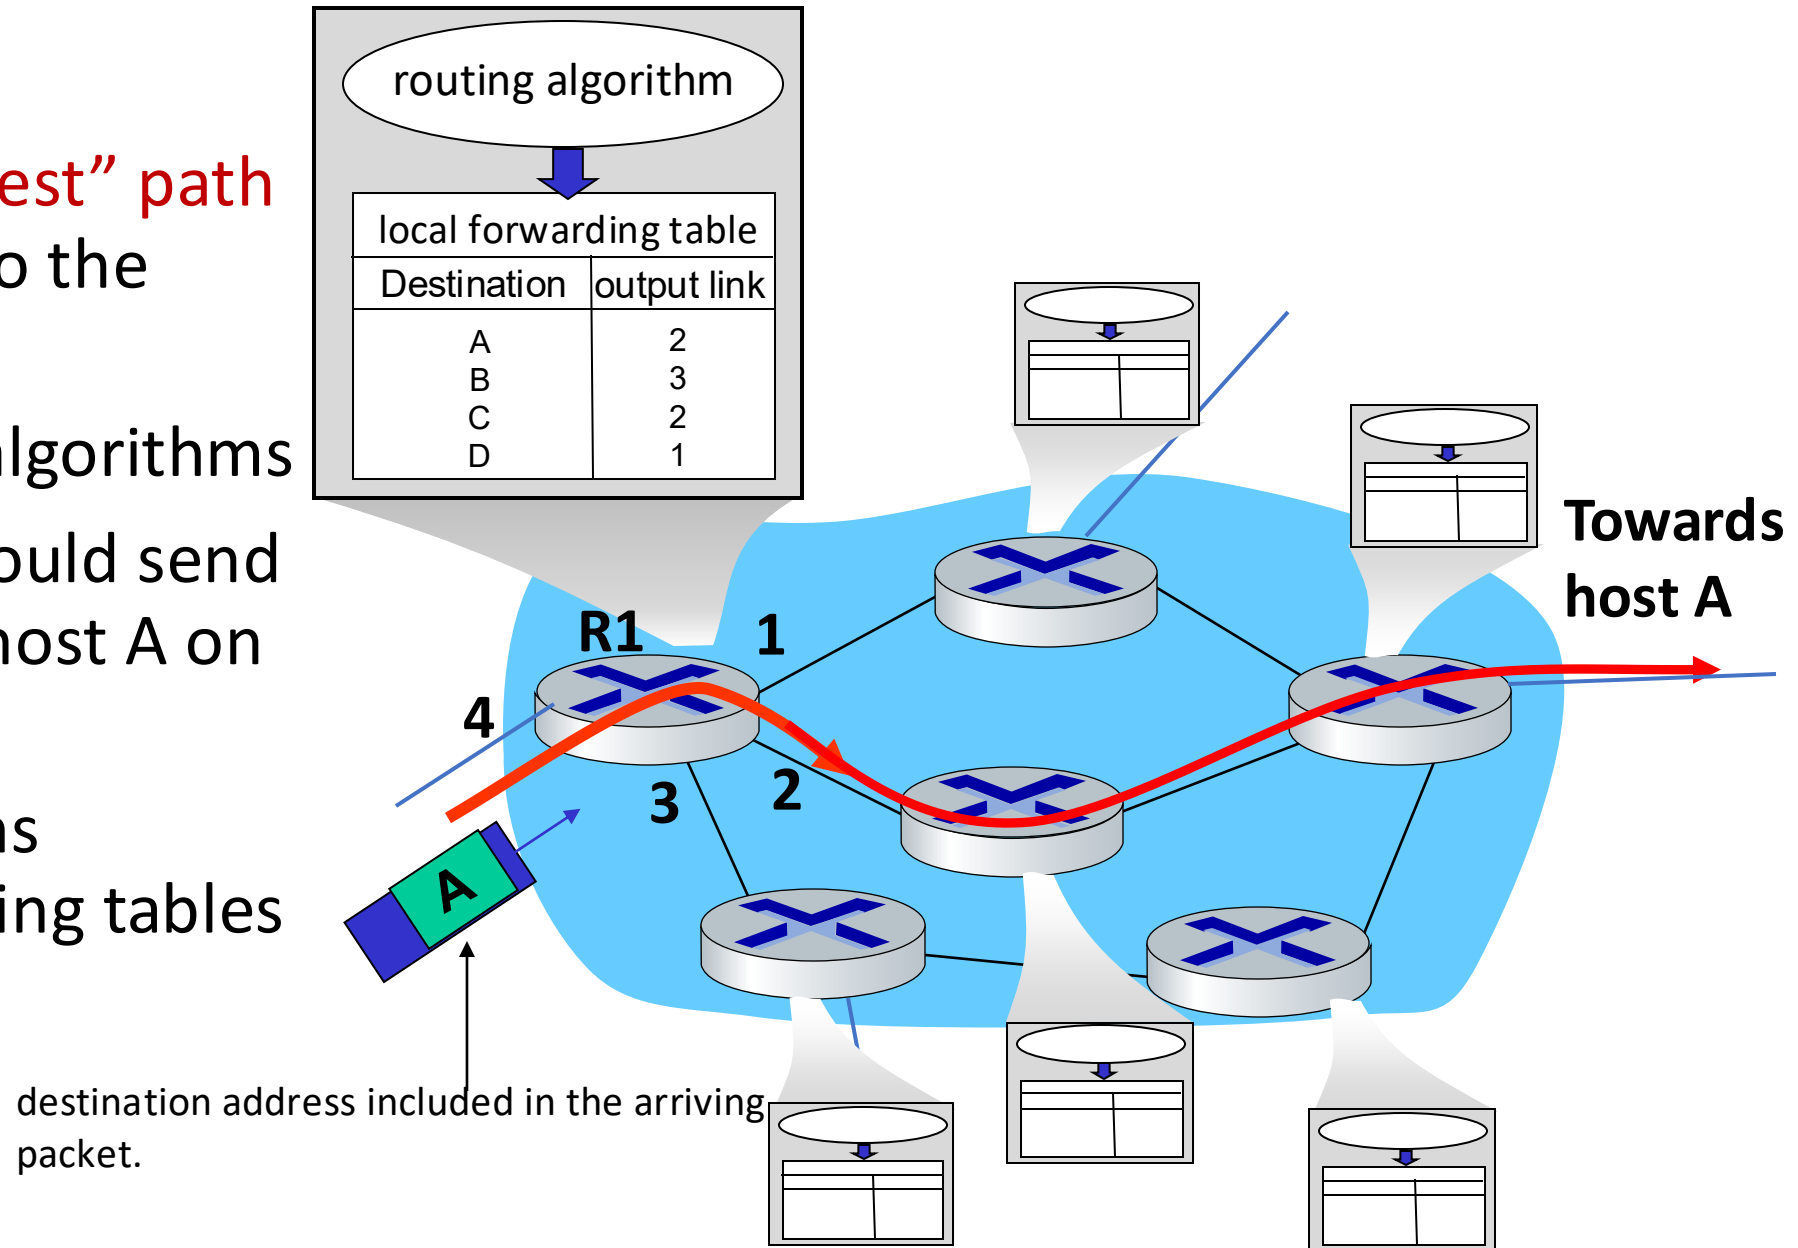 est” path
o the
algorithms
ould send
host A on
ns
ing tables
routing algorithm
local forwarding table
Destination output link
A 2
B 3
C 2
D 1
R1
1
4
3
2
A
Towards
host A
destination address included in the arriving
packet.